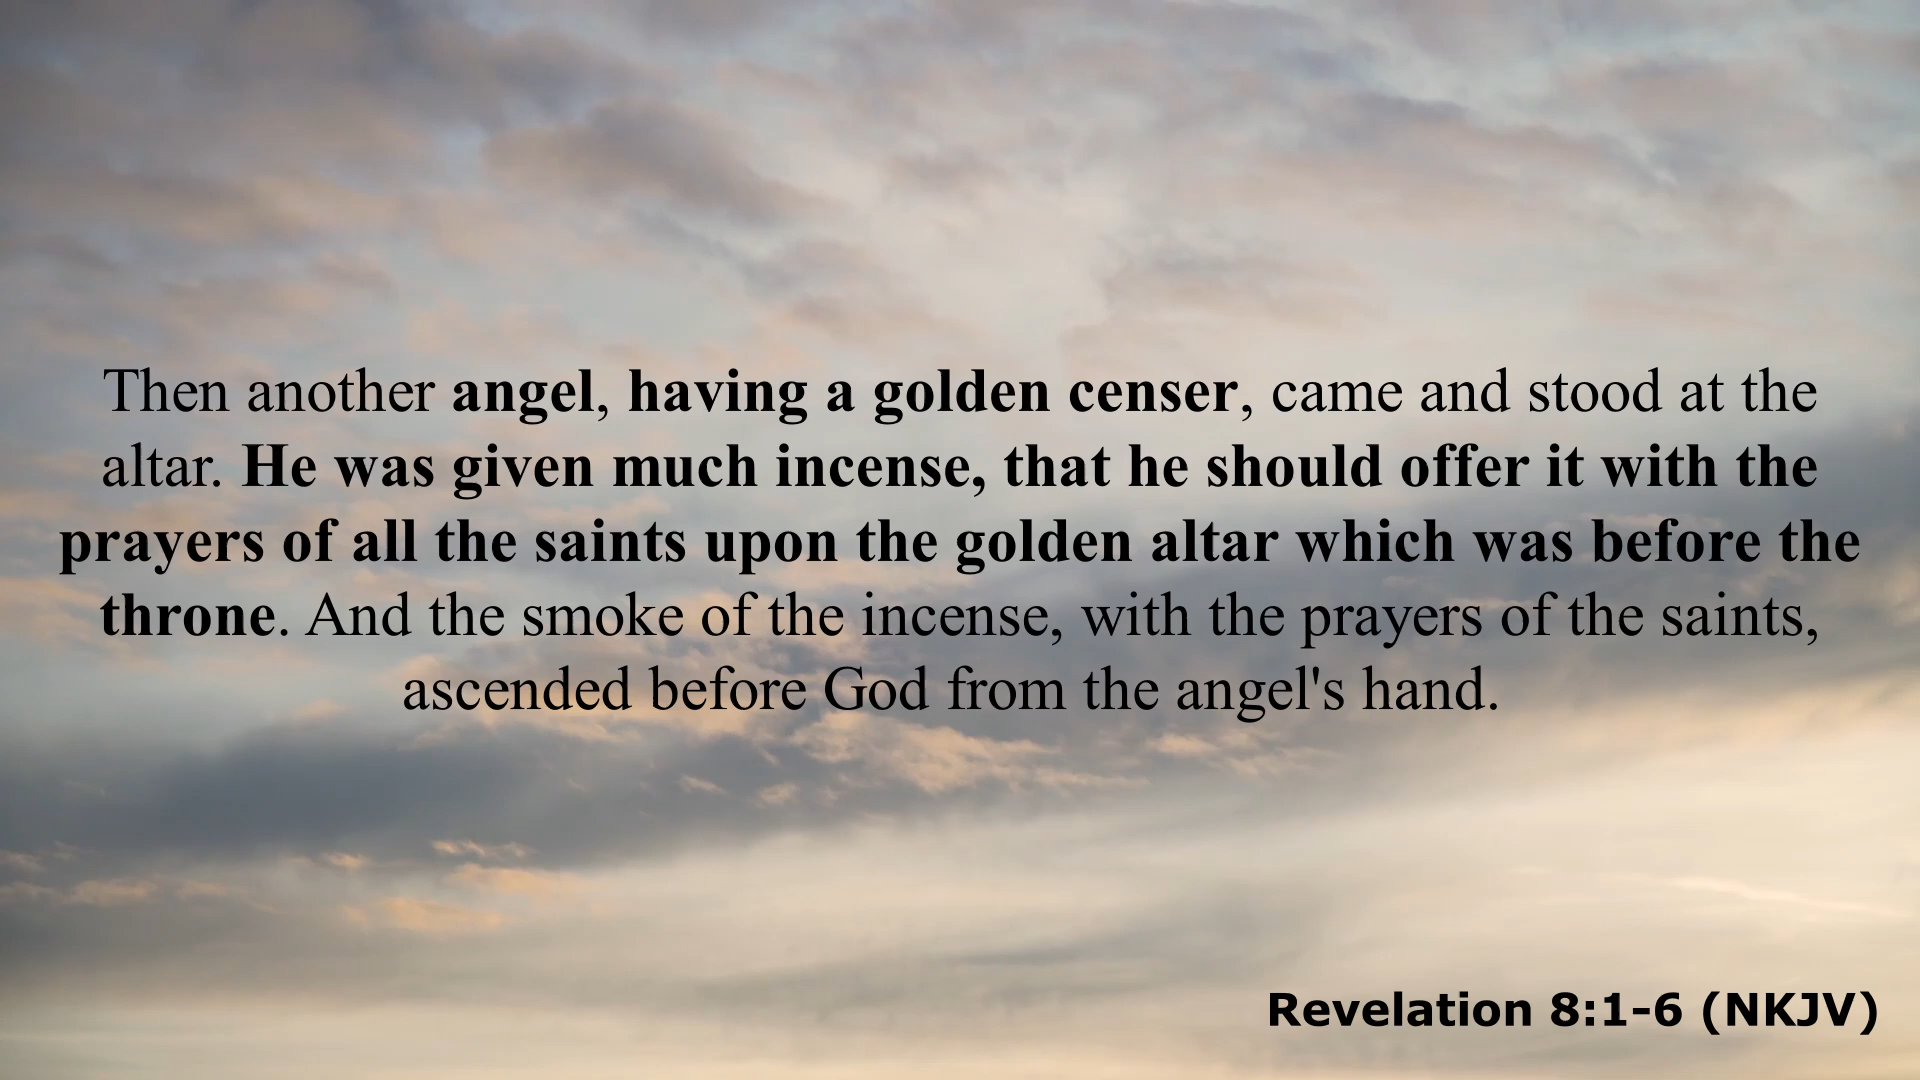 Then another angel, having a golden censer, came and stood at the
altar. He was given much incense, that he should offer it with the
prayers of all the saints upon the golden altar which was before the
throne. And the smoke of the incense, with the prayers of the saints,
ascended before God from the angel's hand.
Revelation 8:1-6 (NKJV)